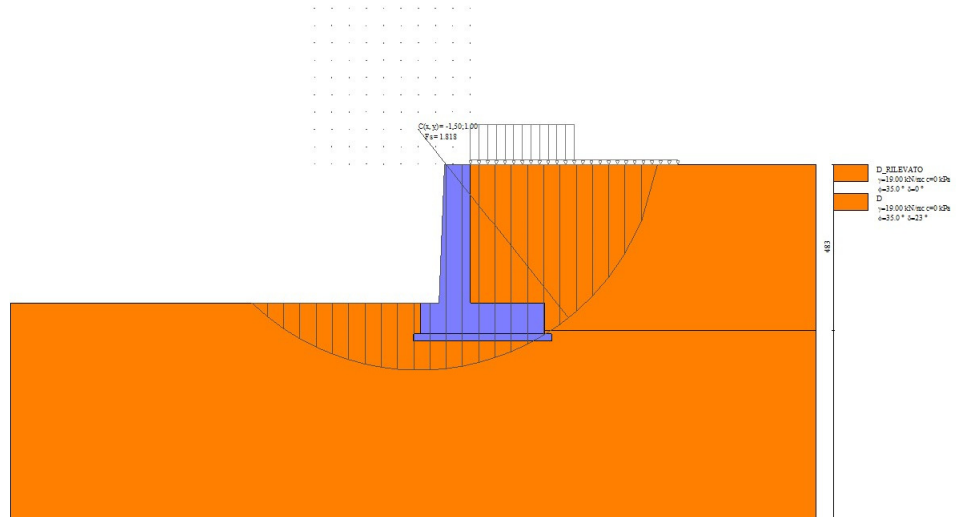 C(x, y)= -1,50;1.00
Fs= 1.818
D_RILEVATO
γ=19.00 kN/mc c=0 kPa
ϕ=35.0 ° δ=0 °
D
γ=19.00 kN/mc c=0 kPa
ϕ=35.0 ° δ=23 °
483